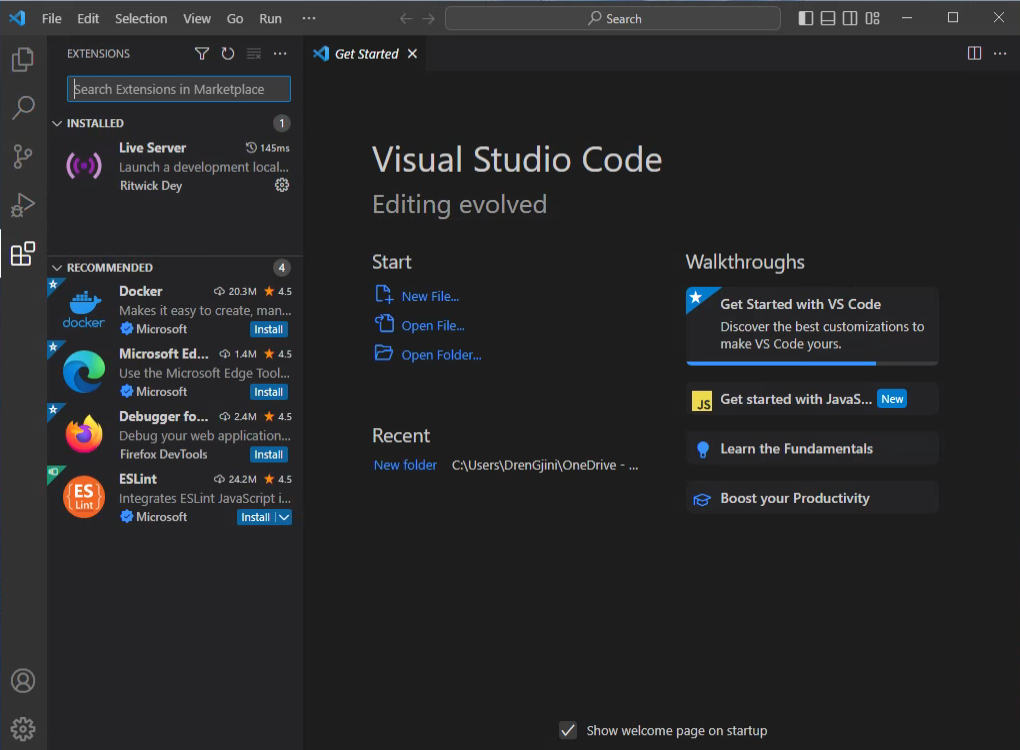 File Edit Selection View Go Run ··· Search
EXTENSIONS
Get Started
Search Extensions in Marketplace
INSTALLED 1
Live Server 145ms
Launch a development local...
Ritwick Dey
RECOMMENDED 4
Docker 20.3M 4.5
Makes it easy to create, man...
Microsoft Install
docker
Microsoft Ed... 1.4M 4.5
Use the Microsoft Edge Tool...
Microsoft Install
Debugger fo... 2.4M 4.5
Debug your web application...
Firefox DevTools Install
ESLint 24.2M 4.5
Integrates ESLint JavaScript i...
Microsoft Install
ES
Lint
Visual Studio Code
Editing evolved
Start
New File...
Open File...
Open Folder...
Recent
New folder C:\Users\DrenGjini\OneDrive - ...
Walkthroughs
Get Started with VS Code
Discover the best customizations to
make VS Code yours.
JS Get started with JavaS... New
Learn the Fundamentals
Boost your Productivity
Show welcome page on startup